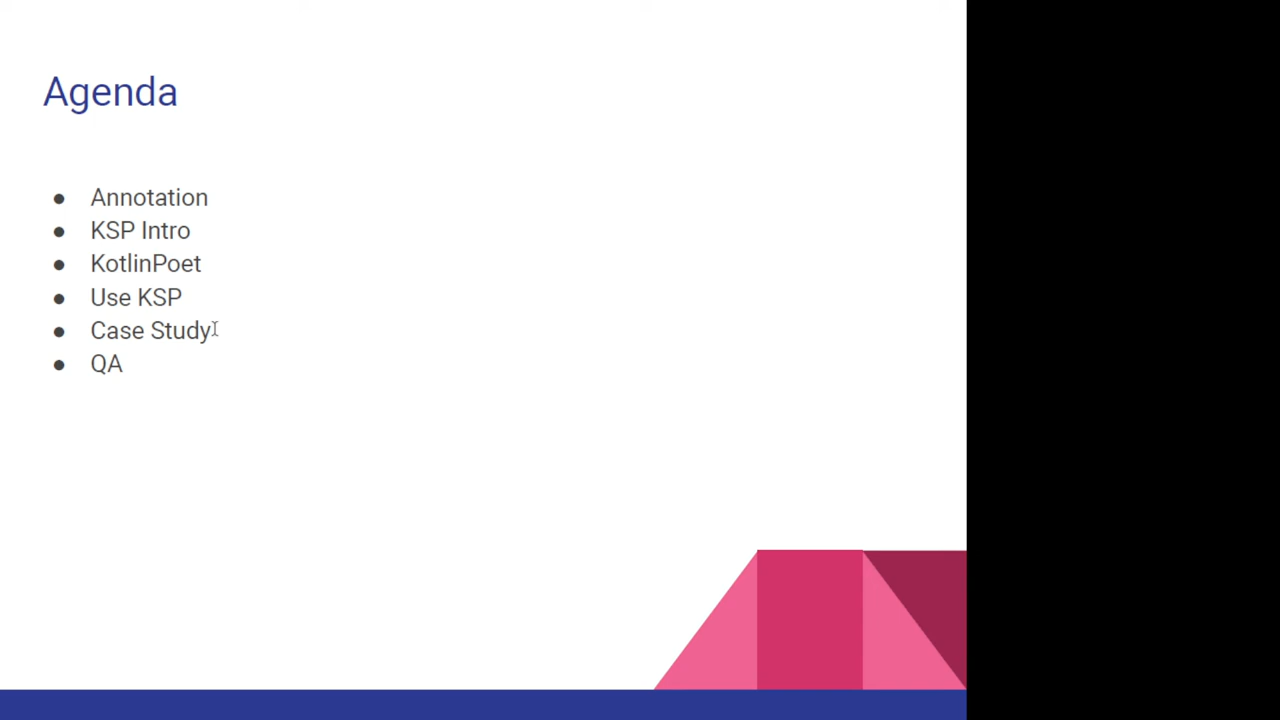 Agenda
● Annotation
● KSP Intro
● KotlinPoet
● Use KSP
● Case Study
● QA